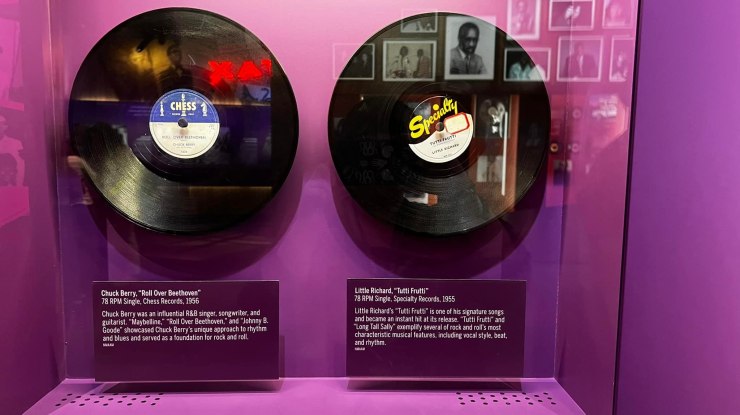 CHESS
ROLL OVER BEETHOVEN
CHUCK BERRY
Specialty
TUTTI FRUTTI
LITTLE RICHARD
Chuck Berry, “Roll Over Beethoven”
78 RPM Single, Chess Records, 1956
Chuck Berry was an influential R&B singer, songwriter, and
guitarist. “Maybelline,” “Roll Over Beethoven,” and “Johnny B.
Goode” showcased Chuck Berry’s unique approach to rhythm
and blues and served as a foundation for rock and roll.
NMAAM
Little Richard, “Tutti Frutti”
78 RPM Single, Specialty Records, 1955
Little Richard’s “Tutti Frutti” is one of his signature songs
and became an instant hit at its release. “Tutti Frutti” and
“Long Tall Sally” exemplify several of rock and roll’s most
characteristic musical features, including vocal style, beat,
and rhythm.
NMAAM